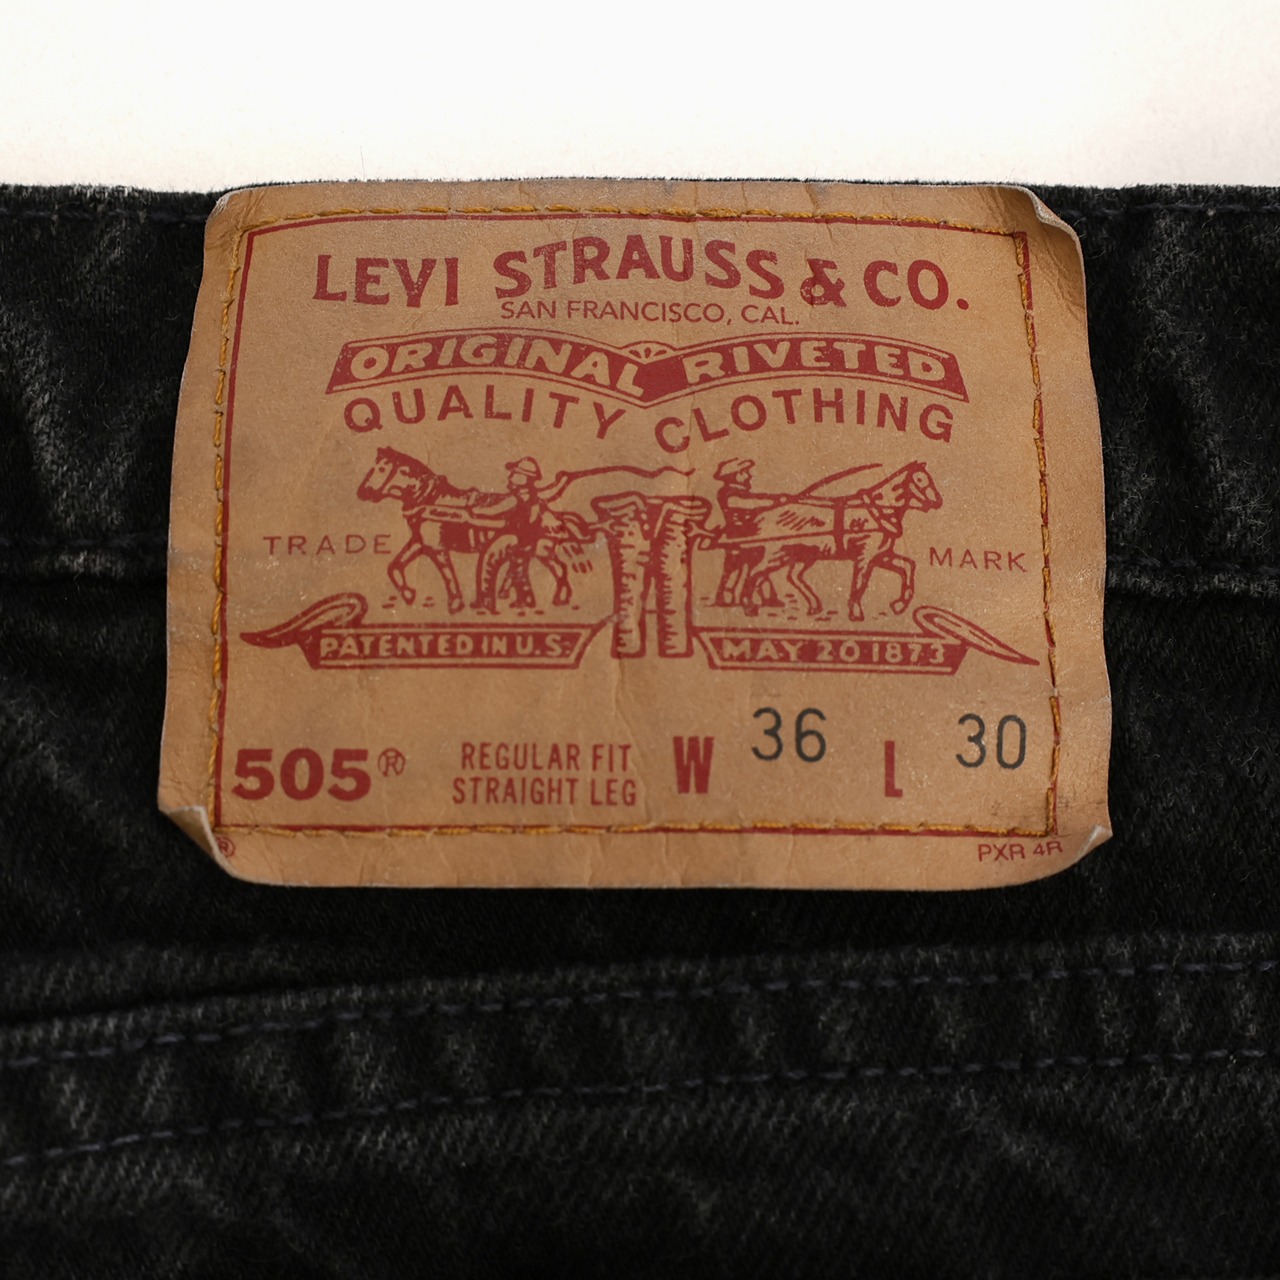 LEVI STRAUSS & CO.
SAN FRANCISCO, CAL.
ORIGINAL RIVETED
QUALITY CLOTHING
TRADE MARK
PATENTED IN U.S. MAY 20 1873
505® REGULAR FIT W 36 L 30
STRAIGHT LEG
® PXR 4R